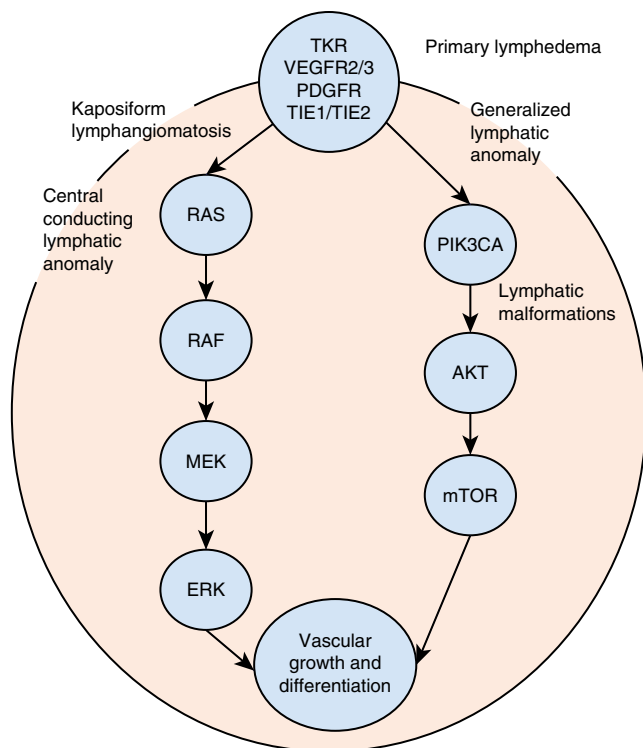 TKR
VEGFR2/3
PDGFR
TIE1/TIE2
Primary lymphedema
Kaposiform
lymphangiomatosis
Generalized
lymphatic
anomaly
Central
conducting
lymphatic
anomaly
RAS
PIK3CA
Lymphatic
malformations
RAF
AKT
MEK
mTOR
ERK
Vascular
growth and
differentiation